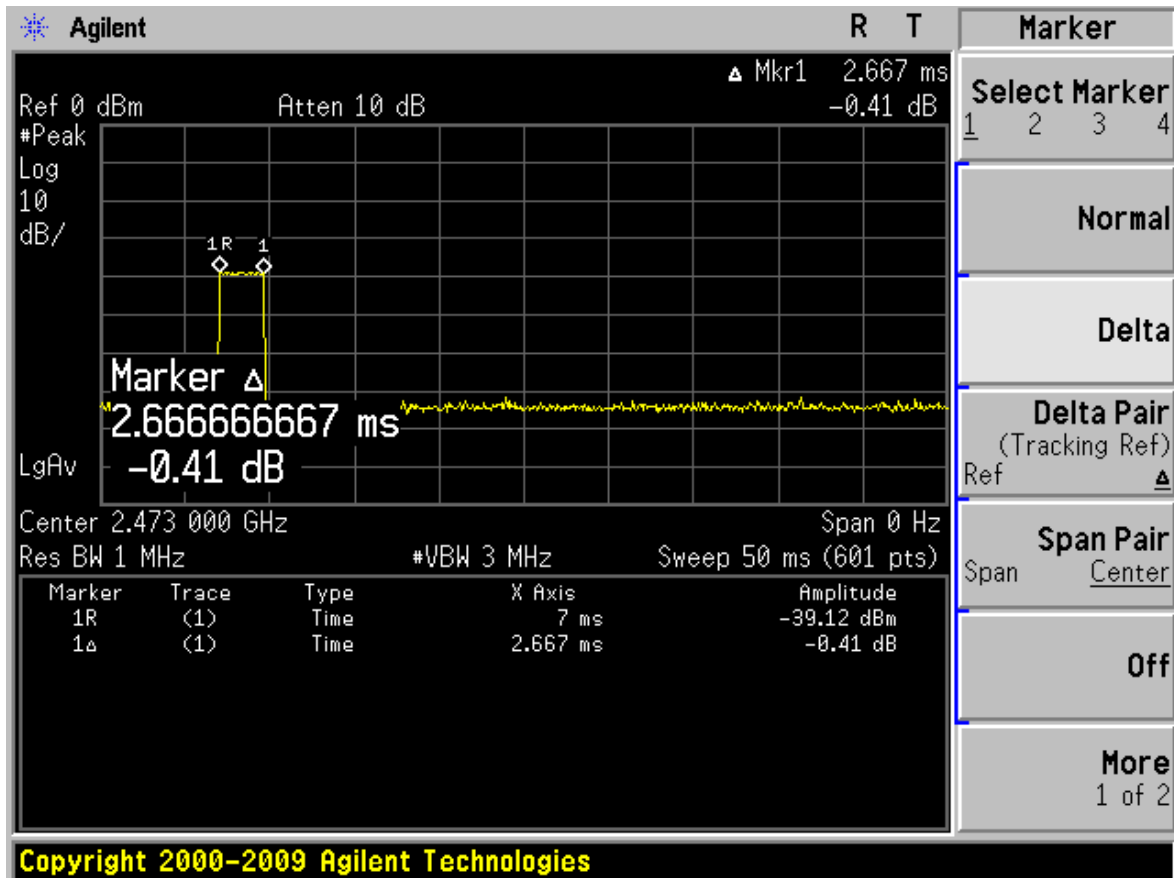 Agilent R T
△ Mkr1 2.667 ms
Ref 0 dBm Atten 10 dB -0.41 dB
#Peak
Log
10
dB/
1R 1
Marker △
2.666666667 ms
-0.41 dB
LgAv
Center 2.473 000 GHz Span 0 Hz
Res BW 1 MHz #VBW 3 MHz Sweep 50 ms (601 pts)
Marker Trace Type X Axis Amplitude
1R (1) Time 7 ms -39.12 dBm
1△ (1) Time 2.667 ms -0.41 dB
Copyright 2000-2009 Agilent Technologies
Marker
Select Marker
1 2 3 4
Normal
Delta
Delta Pair
(Tracking Ref)
Ref △
Span Pair
Span Center
Off
More
1 of 2